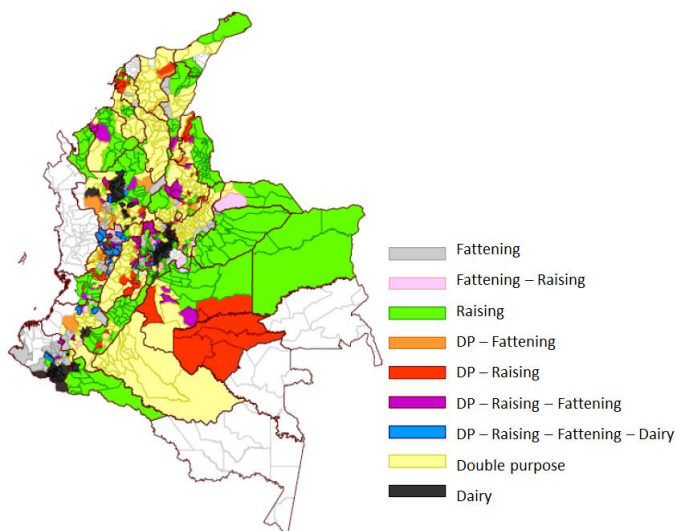 Fattening
Fattening – Raising
Raising
DP – Fattening
DP – Raising
DP – Raising – Fattening
DP – Raising – Fattening – Dairy
Double purpose
Dairy